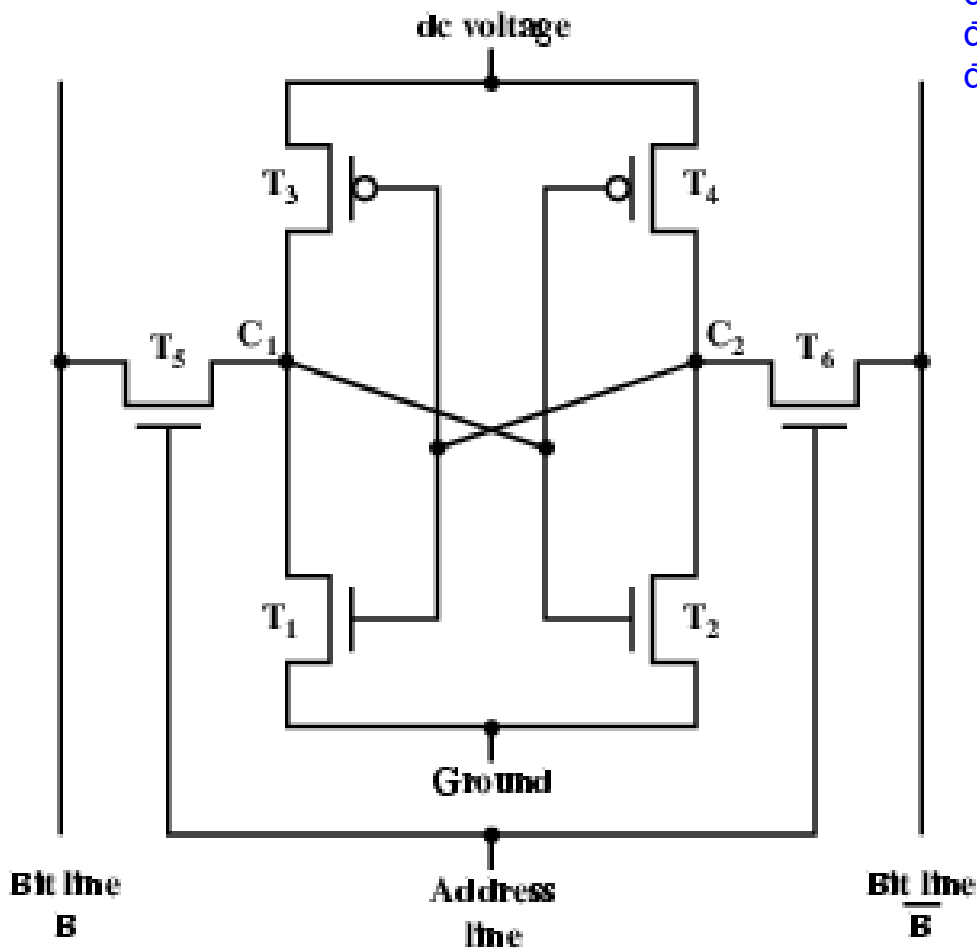 dc voltage
T3
T4
T5
C1
C2
T6
T1
T2
Ground
Bit line
B
Address
line
Bit line
B̅